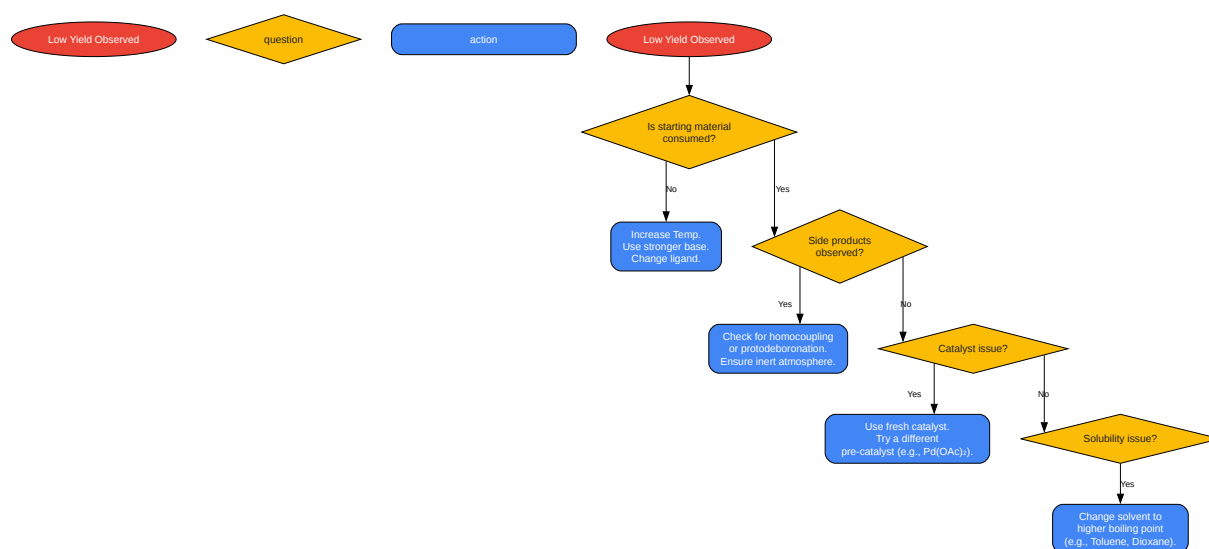 Low Yield Observed
question
action
Low Yield Observed
Is starting material
consumed?
No
Yes
Increase Temp.
Use stronger base.
Change ligand.
Side products
observed?
Yes
No
Check for homocoupling
or protodeboronation.
Ensure inert atmosphere.
Catalyst issue?
Yes
No
Use fresh catalyst.
Try a different
pre-catalyst (e.g., Pd(OAc)₂).
Solubility issue?
Yes
Change solvent to
higher boiling point
(e.g., Toluene, Dioxane).